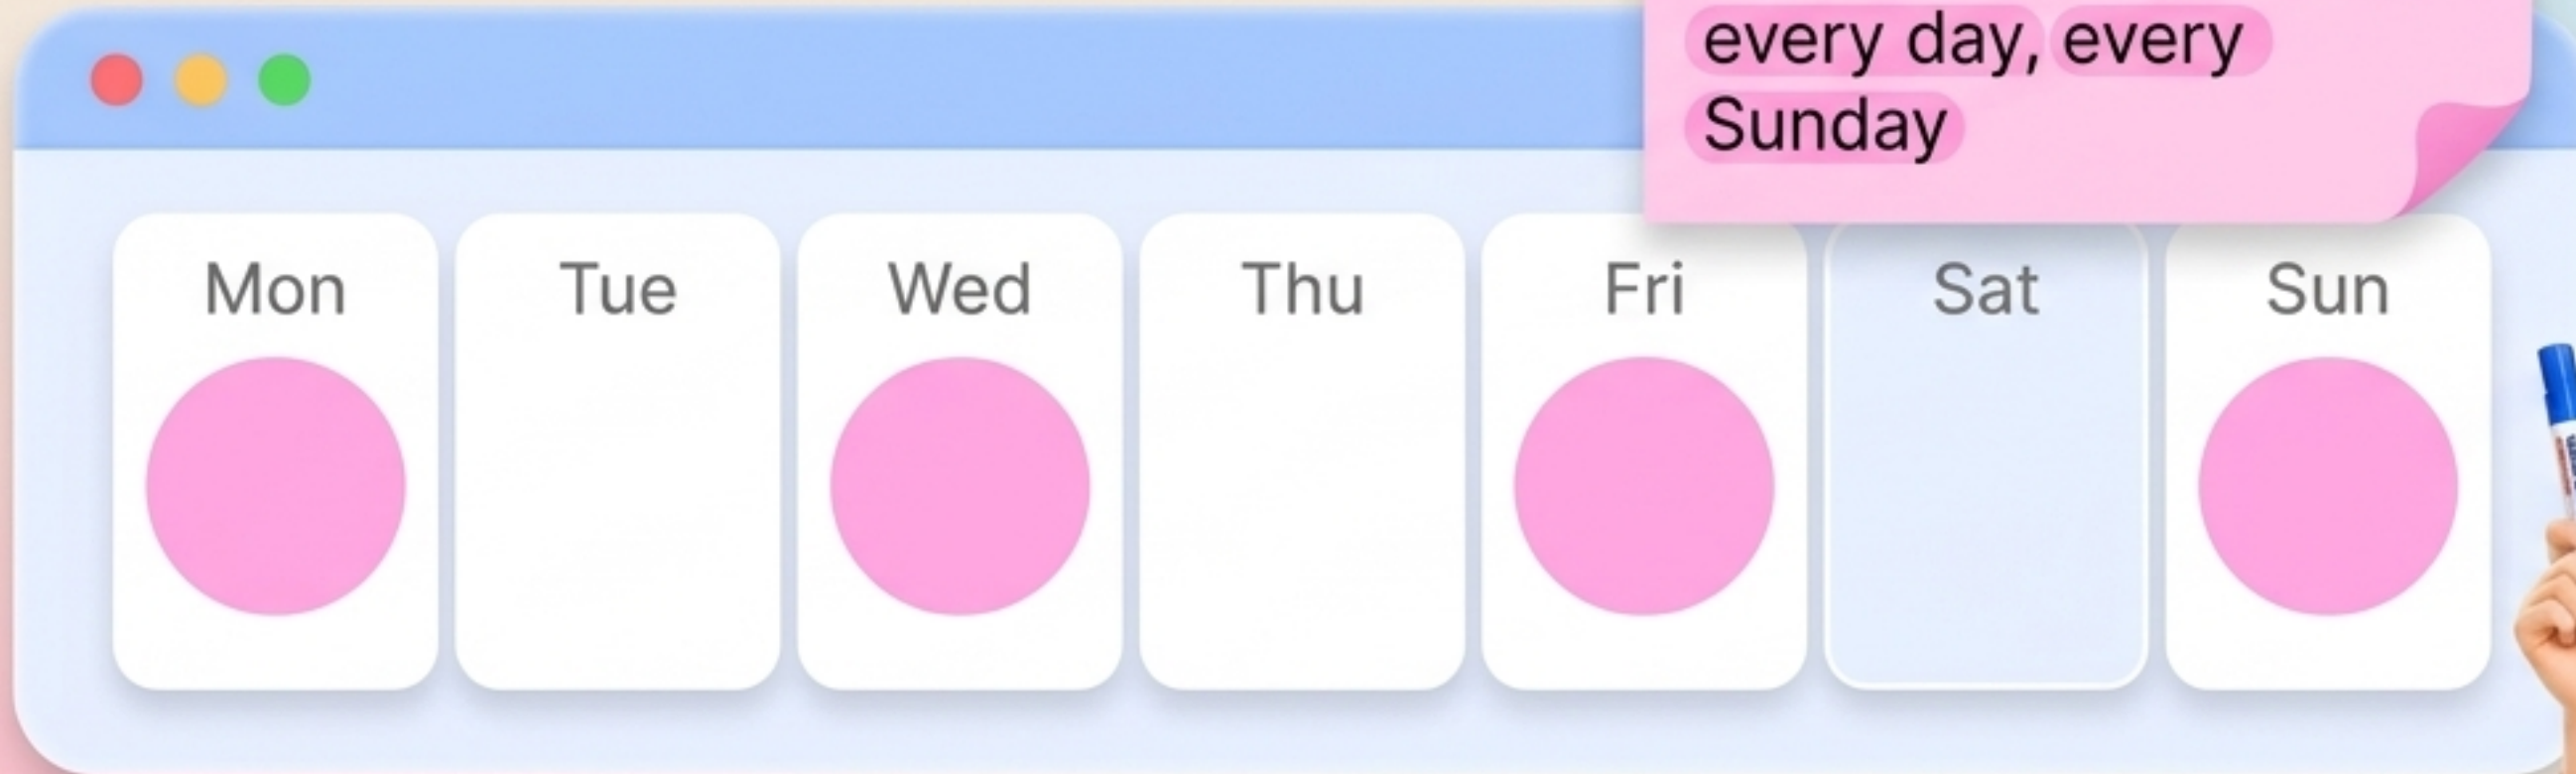 every day, every
Sunday
Mon Tue Wed Thu Fri Sat Sun